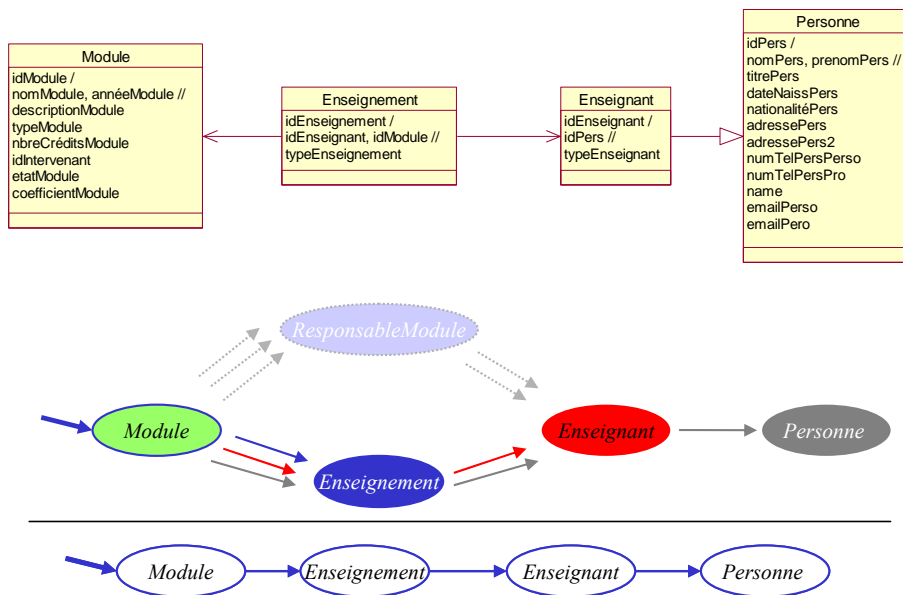 Module
idModule /
nomModule, annéeModule //
descriptionModule
typeModule
nbreCréditsModule
idIntervenant
etatModule
coefficientModule
Enseignement
idEnseignement /
idEnseignant, idModule //
typeEnseignement
Enseignant
idEnseignant /
idPers //
typeEnseignant
Personne
idPers /
nomPers, prenomPers //
titrePers
dateNaissPers
nationalitéPers
adressePers
adressePers2
numTelPersPerso
numTelPersPro
name
emailPerso
emailPero
ResponsableModule
Module
Enseignement
Enseignant
Personne
Module
Enseignement
Enseignant
Personne